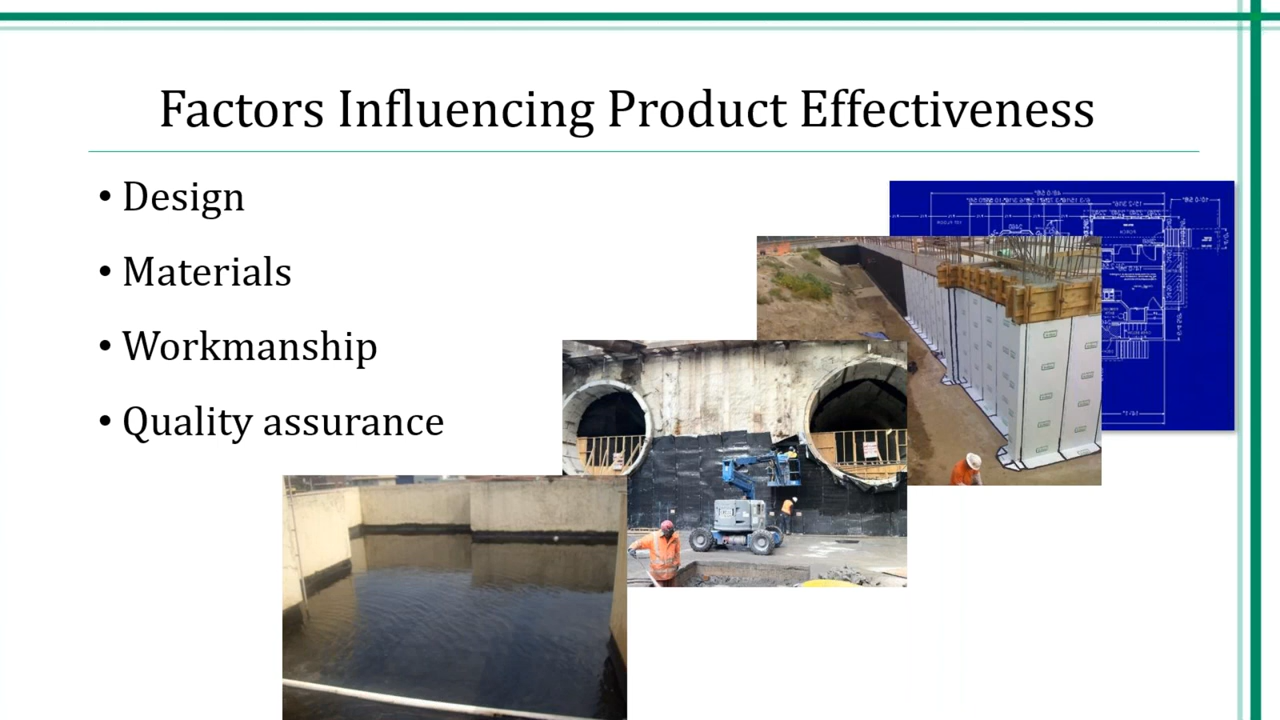 Factors Influencing Product Effectiveness
• Design
• Materials
• Workmanship
• Quality assurance